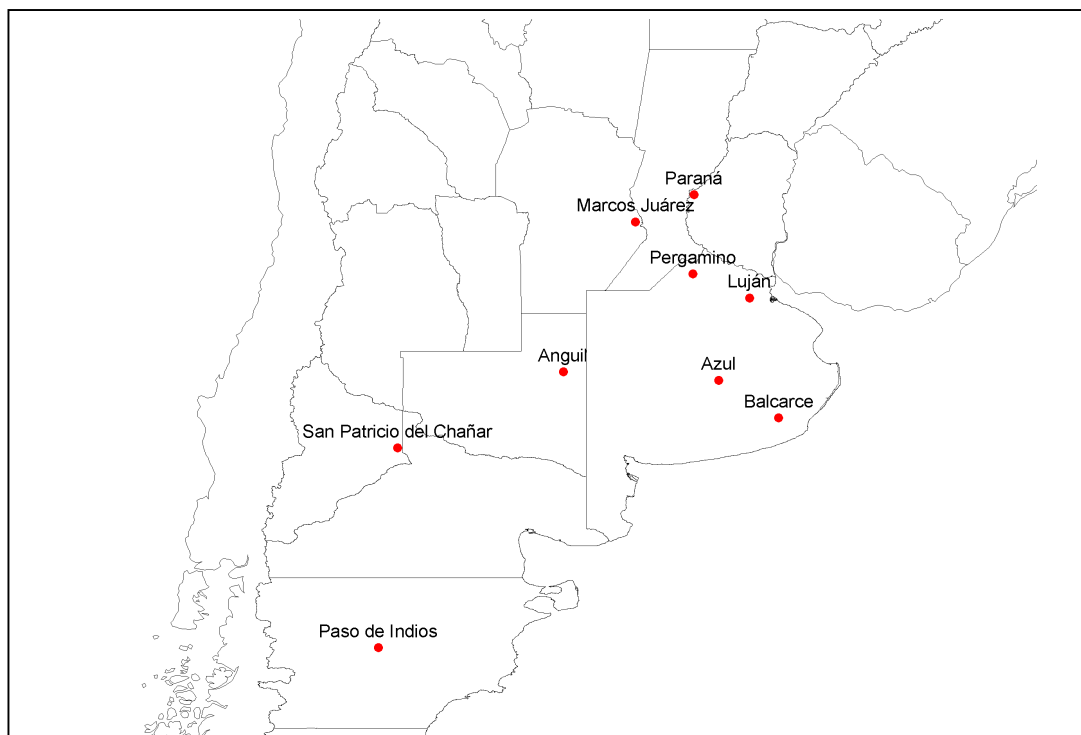 Paraná
Marcos Juárez
Pergamino
Luján
Anguil
Azul
Balcarce
San Patricio del Chañar
Paso de Indios